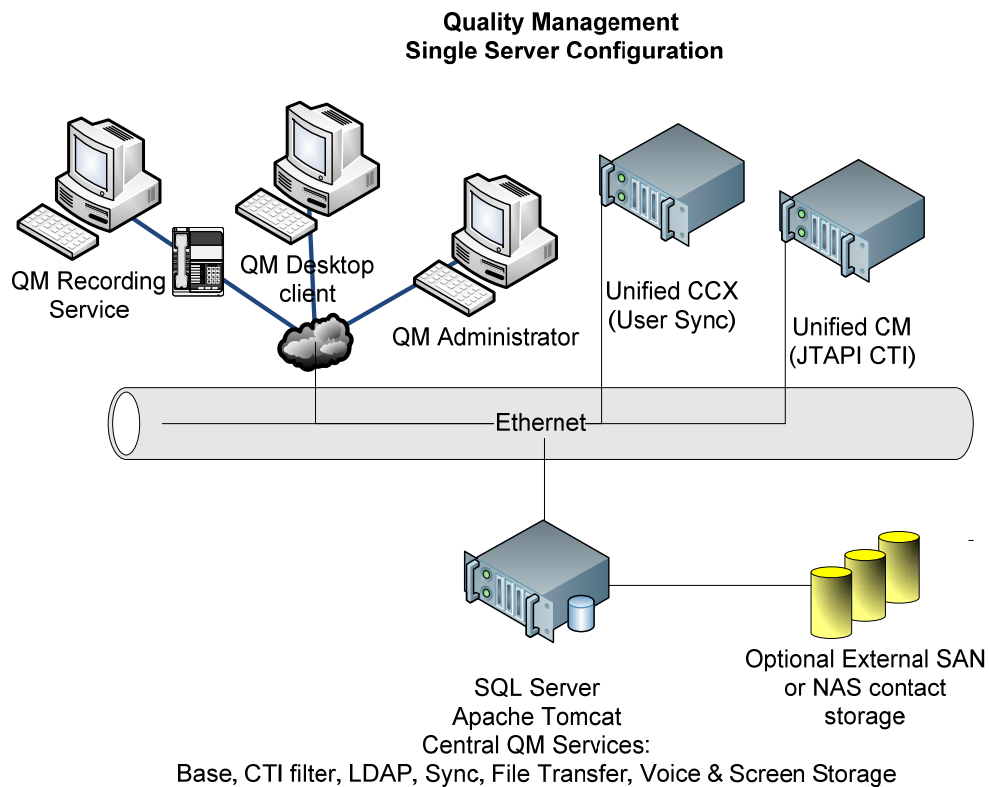 Quality Management
Single Server Configuration
QM Recording
Service
QM Desktop
client
QM Administrator
Unified CCX
(User Sync)
Unified CM
(JTAPI CTI)
Ethernet
SQL Server
Apache Tomcat
Central QM Services:
Base, CTI filter, LDAP, Sync, File Transfer, Voice & Screen Storage
Optional External SAN
or NAS contact
storage